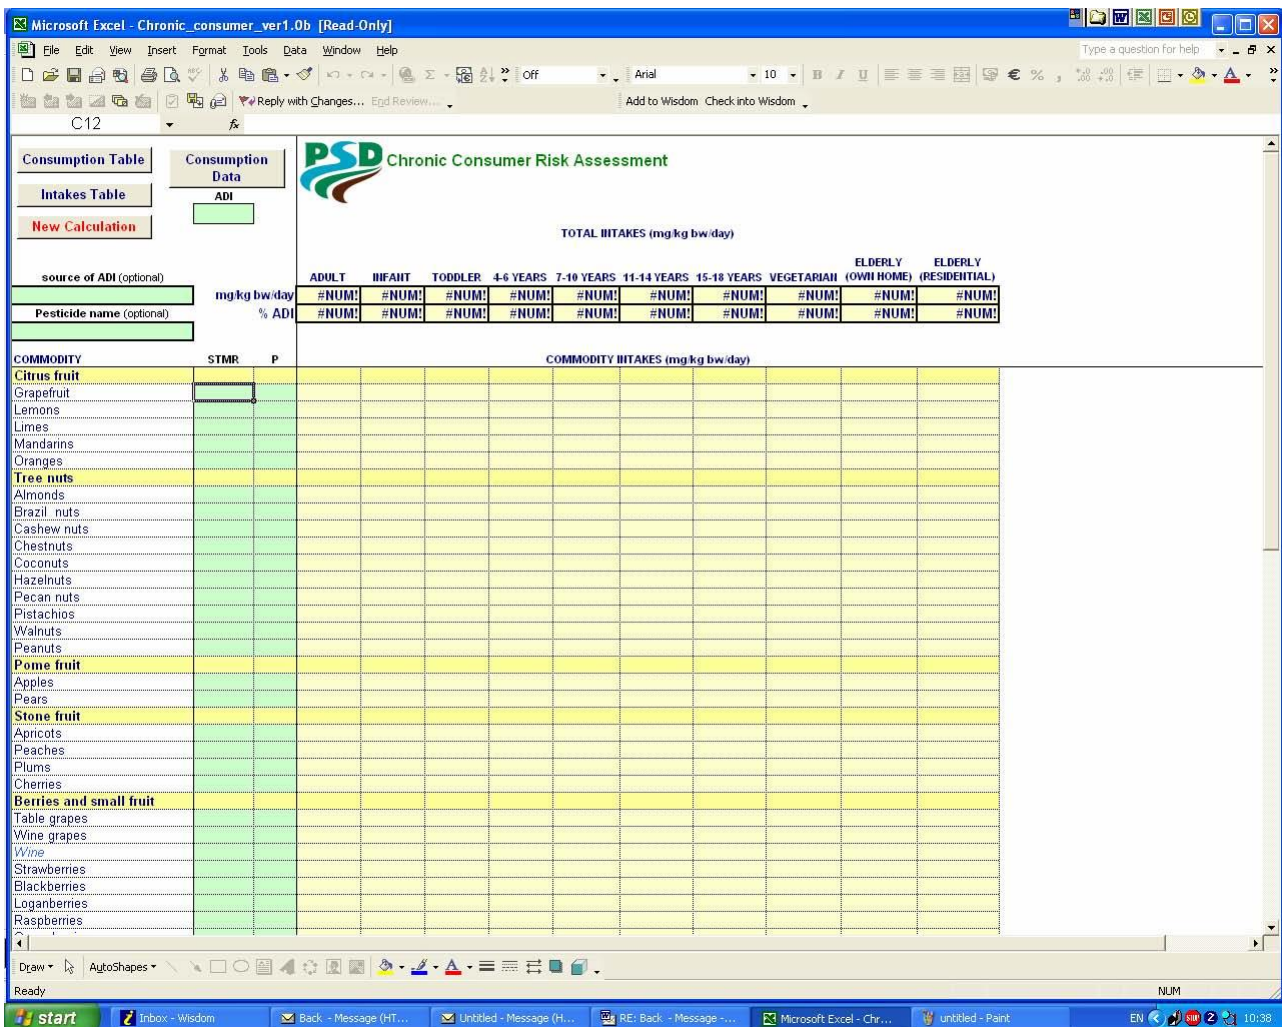 Microsoft Excel - Chronic_consumer_ver1.0b [Read-Only]
File Edit View Insert Format Tools Data Window Help Type a question for help
Off Arial 10 B I U € % ,
Reply with Changes... End Review...
Add to Wisdom Check into Wisdom
C12 fx
Consumption Table
Consumption Data
Intakes Table
ADI
New Calculation
PSD Chronic Consumer Risk Assessment
TOTAL INTAKES (mg/kg bw/day)
source of ADI (optional)
ADULT INFANT TODDLER 4-6 YEARS 7-10 YEARS 11-14 YEARS 15-18 YEARS VEGETARIAN ELDERLY (OWN HOME) ELDERLY (RESIDENTIAL)
mg/kg bw/day #NUM! #NUM! #NUM! #NUM! #NUM! #NUM! #NUM! #NUM! #NUM! #NUM!
Pesticide name (optional) % ADI #NUM! #NUM! #NUM! #NUM! #NUM! #NUM! #NUM! #NUM! #NUM! #NUM!
COMMODITY STMR P COMMODITY INTAKES (mg/kg bw/day)
Citrus fruit
Grapefruit
Lemons
Limes
Mandarins
Oranges
Tree nuts
Almonds
Brazil nuts
Cashew nuts
Chestnuts
Coconuts
Hazelnuts
Pecan nuts
Pistachios
Walnuts
Peanuts
Pome fruit
Apples
Pears
Stone fruit
Apricots
Peaches
Plums
Cherries
Berries and small fruit
Table grapes
Wine grapes
Wine
Strawberries
Blackberries
Loganberries
Raspberries
Draw AutoShapes
Ready NUM
start Inbox - Wisdom Back - Message (HT... Untitled - Message (H... RE: Back - Message -... Microsoft Excel - Chr... untitled - Paint EN 10:38